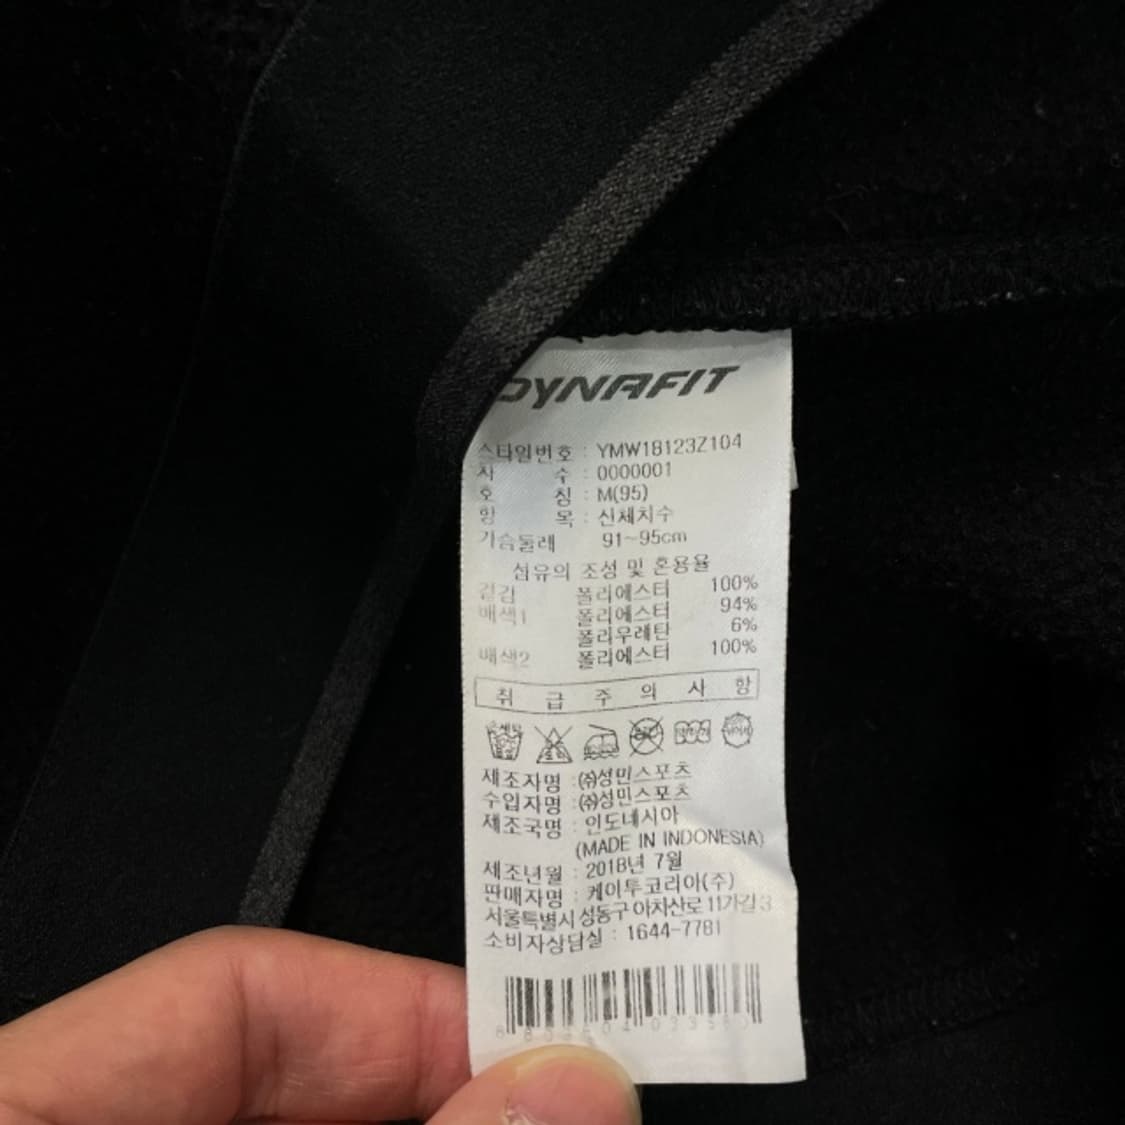 DYNAFIT
스타일번호 : YMW18123Z104
차 수 : 0000001
호 칭 : M(95)
항 목 : 신체치수
가슴둘레 91~95cm
섬유의 조성 및 혼용율
겉감 폴리에스터 100%
배색1 폴리에스터 94%
폴리우레탄 6%
배색2 폴리에스터 100%
취 급 주 의 사 항
제조자명 : ㈜성민스포츠
수입자명 : ㈜성민스포츠
제조국명 : 인도네시아
(MADE IN INDONESIA)
제조년월 : 2018년 7월
판매자명 : 케이투코리아(주)
서울특별시 성동구 아차산로 11가길 3
소비자상담실 : 1644-7781